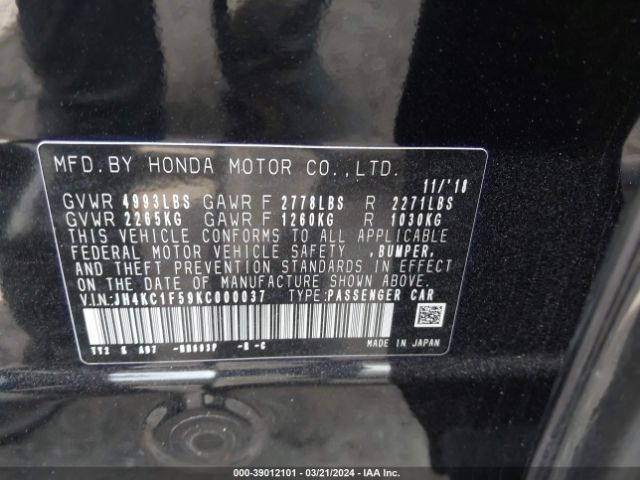 MFD.BY HONDA MOTOR CO.,LTD.
11/'18
GVWR 4993LBS GAWR F 2778LBS R 2271LBS
GVWR 2265KG GAWR F 1260KG R 1030KG
THIS VEHICLE CONFORMS TO ALL APPLICABLE
FEDERAL MOTOR VEHICLE SAFETY ,BUMPER,
AND THEFT PREVENTION STANDARDS IN EFFECT
ON THE DATE OF MANUFACTURE SHOWN ABOVE.
V.I.N.:JH4KC1F59KC000037 TYPE:PASSENGER CAR
MADE IN JAPAN
000-39012101 | 03/21/2024 | IAA Inc.